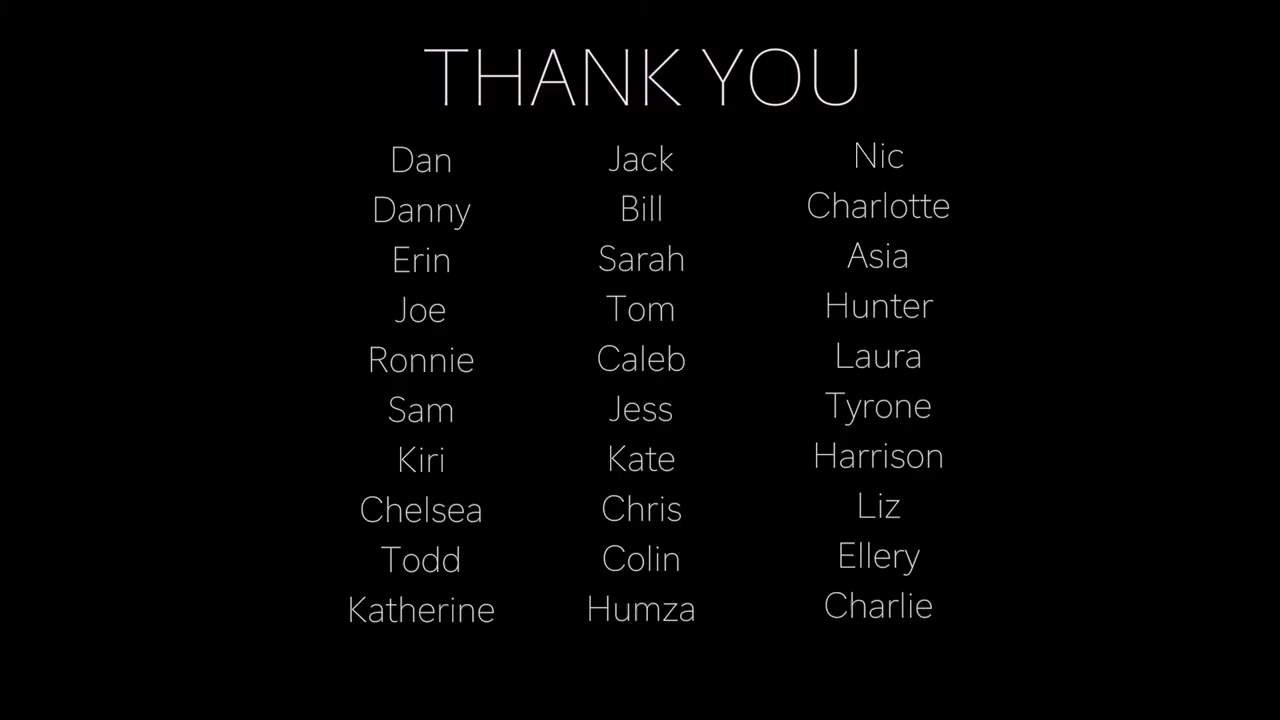 THANK YOU
Dan
Danny
Erin
Joe
Ronnie
Sam
Kiri
Chelsea
Todd
Katherine
Jack
Bill
Sarah
Tom
Caleb
Jess
Kate
Chris
Colin
Humza
Nic
Charlotte
Asia
Hunter
Laura
Tyrone
Harrison
Liz
Ellery
Charlie